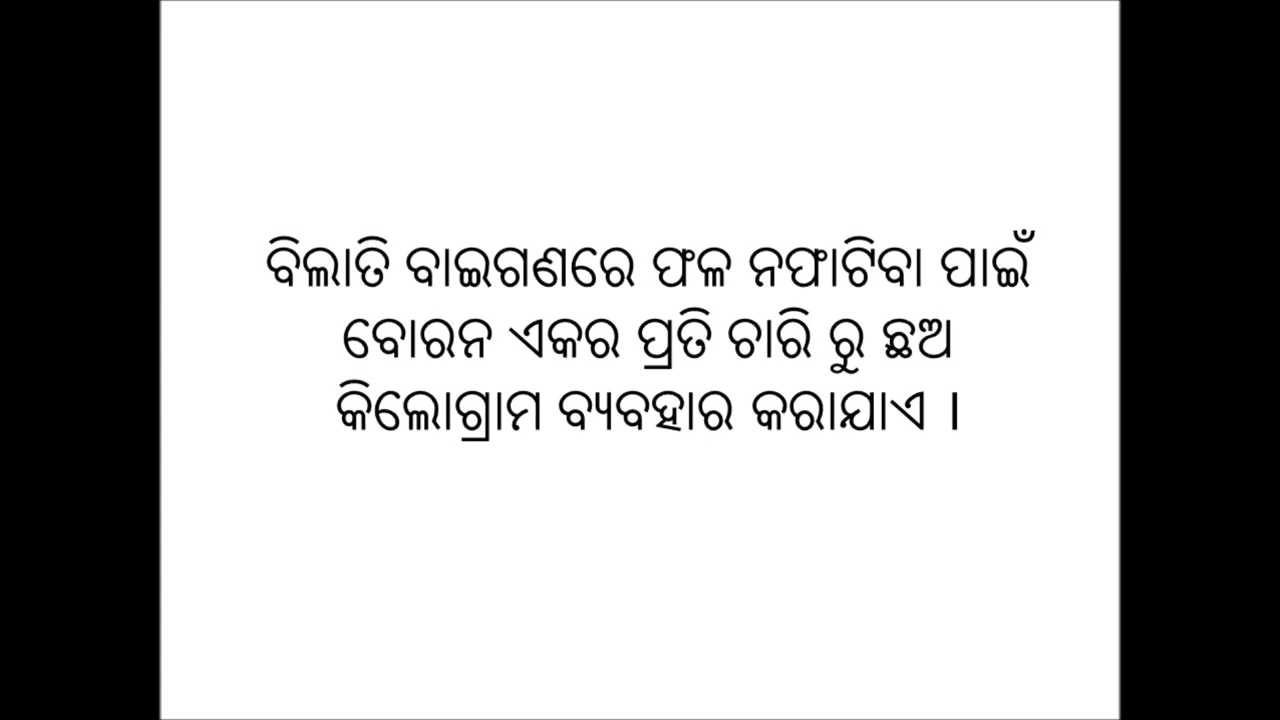 ବିଲାତି ବାଇଗଣରେ ଫଳ ନଫାଟିବା ପାଇଁ
ବୋରନ ଏକର ପ୍ରତି ଚାରି ରୁ ଛଅ
କିଲୋଗ୍ରାମ ବ୍ୟବହାର କରାଯାଏ ।